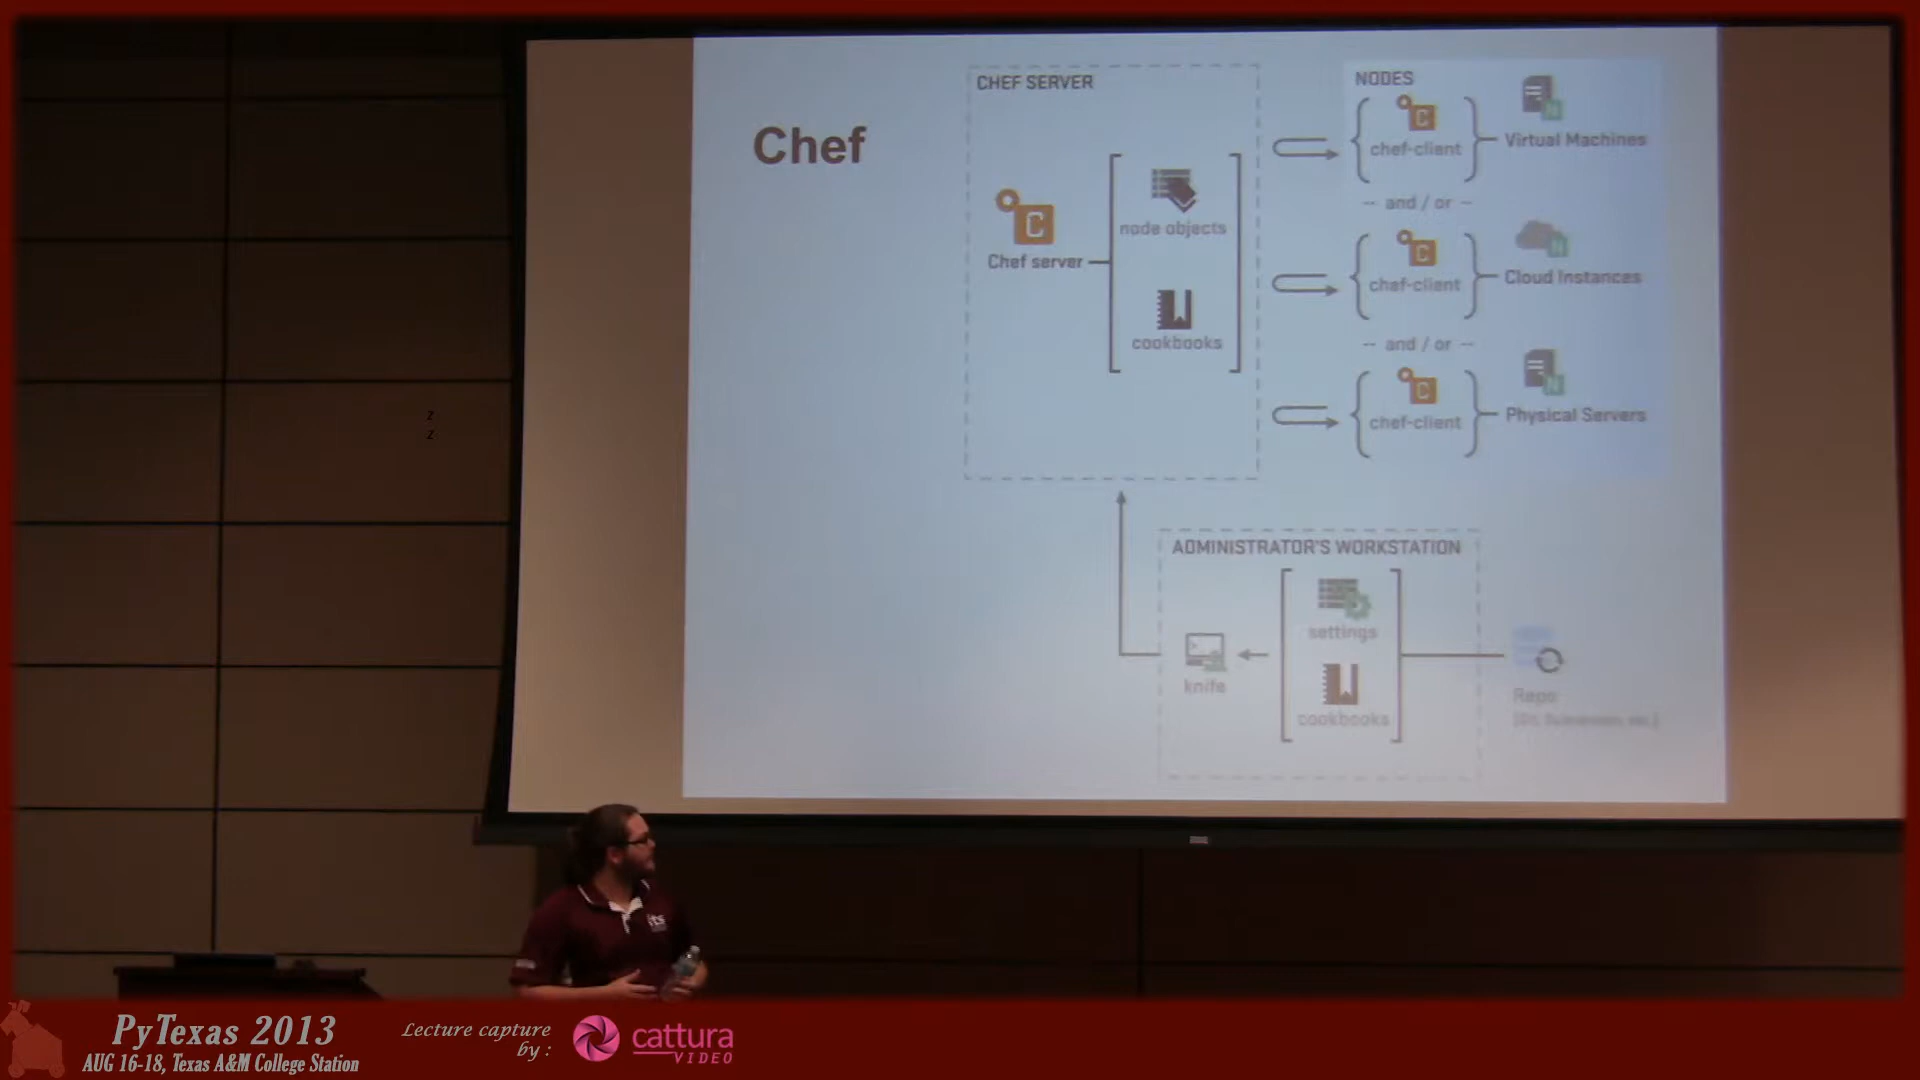 Chef
CHEF SERVER
Chef server
node objects
cookbooks
NODES
C
chef-client
Virtual Machines
-- and / or --
C
chef-client
Cloud Instances
-- and / or --
C
chef-client
Physical Servers
ADMINISTRATOR'S WORKSTATION
settings
knife
cookbooks
Repo
its
PyTexas 2013
AUG 16-18, Texas A&M College Station
Lecture capture
by :
cattura
VIDEO